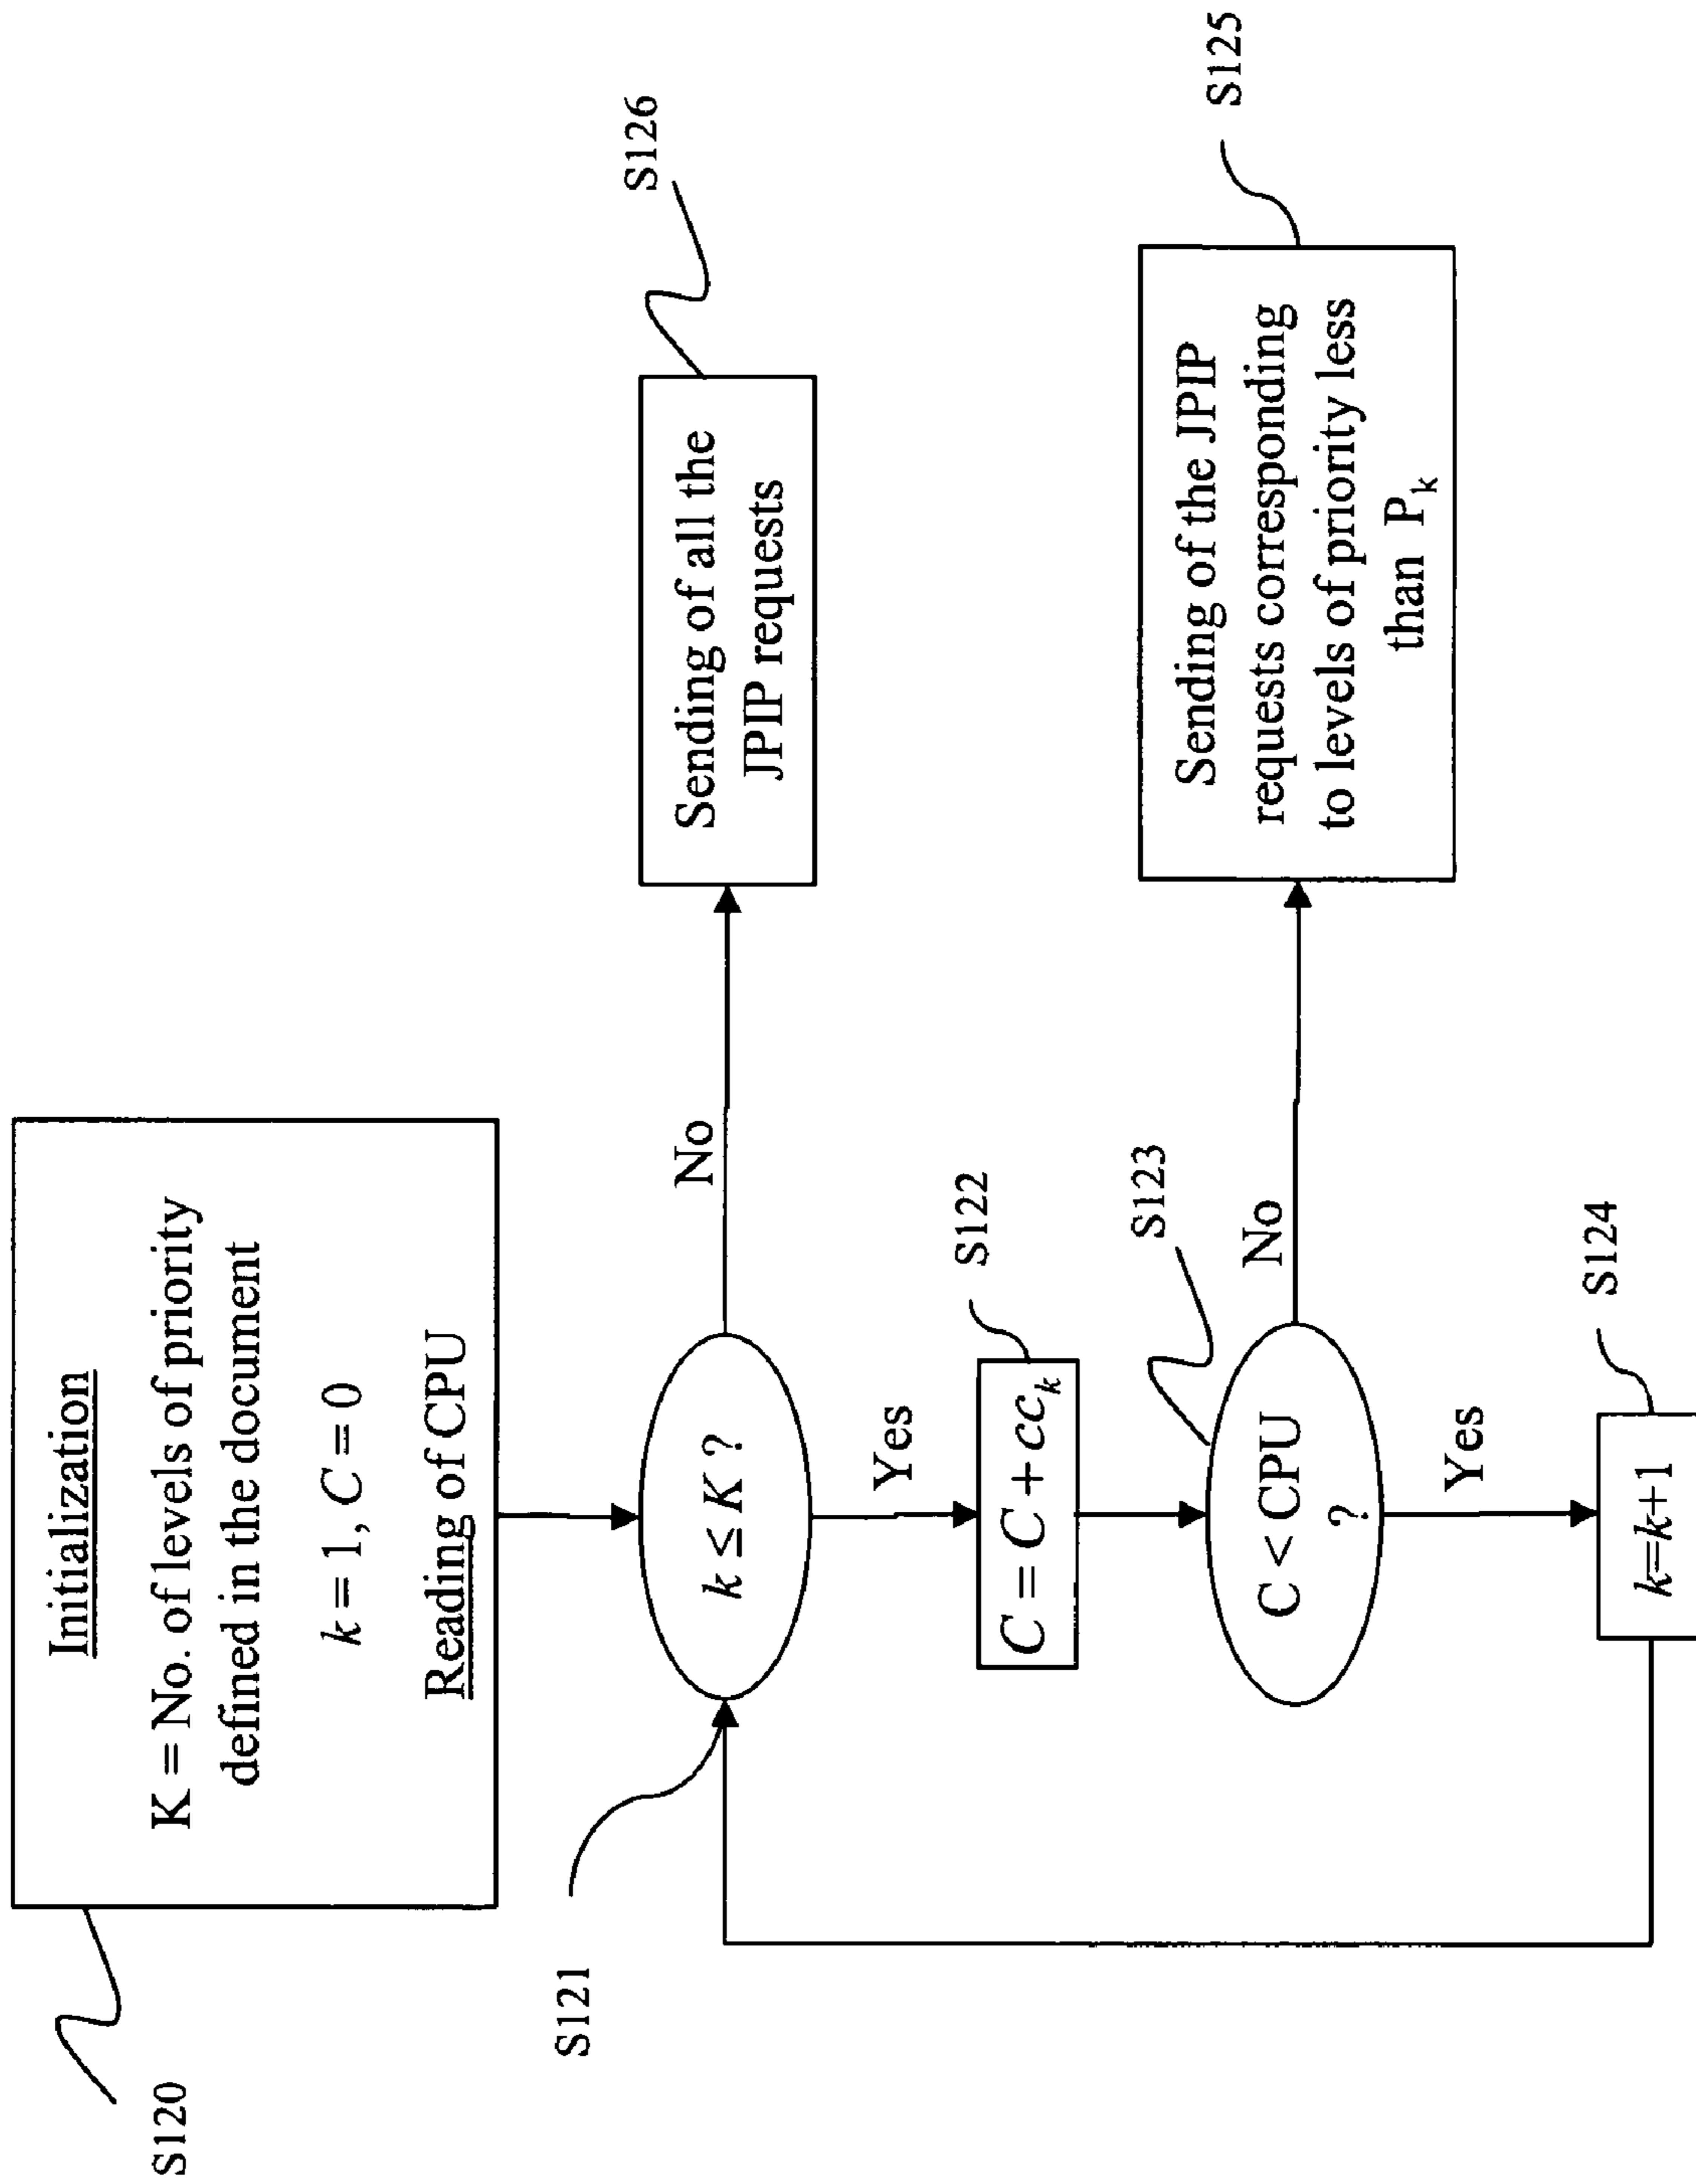 S120
Initialization
K = No. of levels of priority
defined in the document
k = 1, C = 0
Reading of CPU
S121
k ≤ K ?
No
Sending of all the
JPIP requests
S126
Yes
C = C + cc_k
S122
C < CPU
?
S123
No
Sending of the JPIP
requests corresponding
to levels of priority less
than P_k
S125
Yes
k=k+1
S124